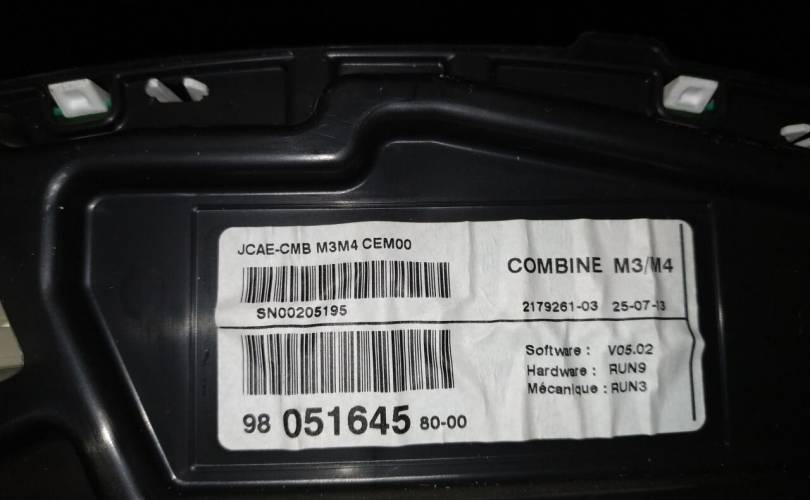 JCAE-CMB M3M4 CEM00
COMBINE M3/M4
SN00205195
2179261-03 25-07-13
Software : V05.02
Hardware : RUN9
Mécanique : RUN3
98 051645 80-00